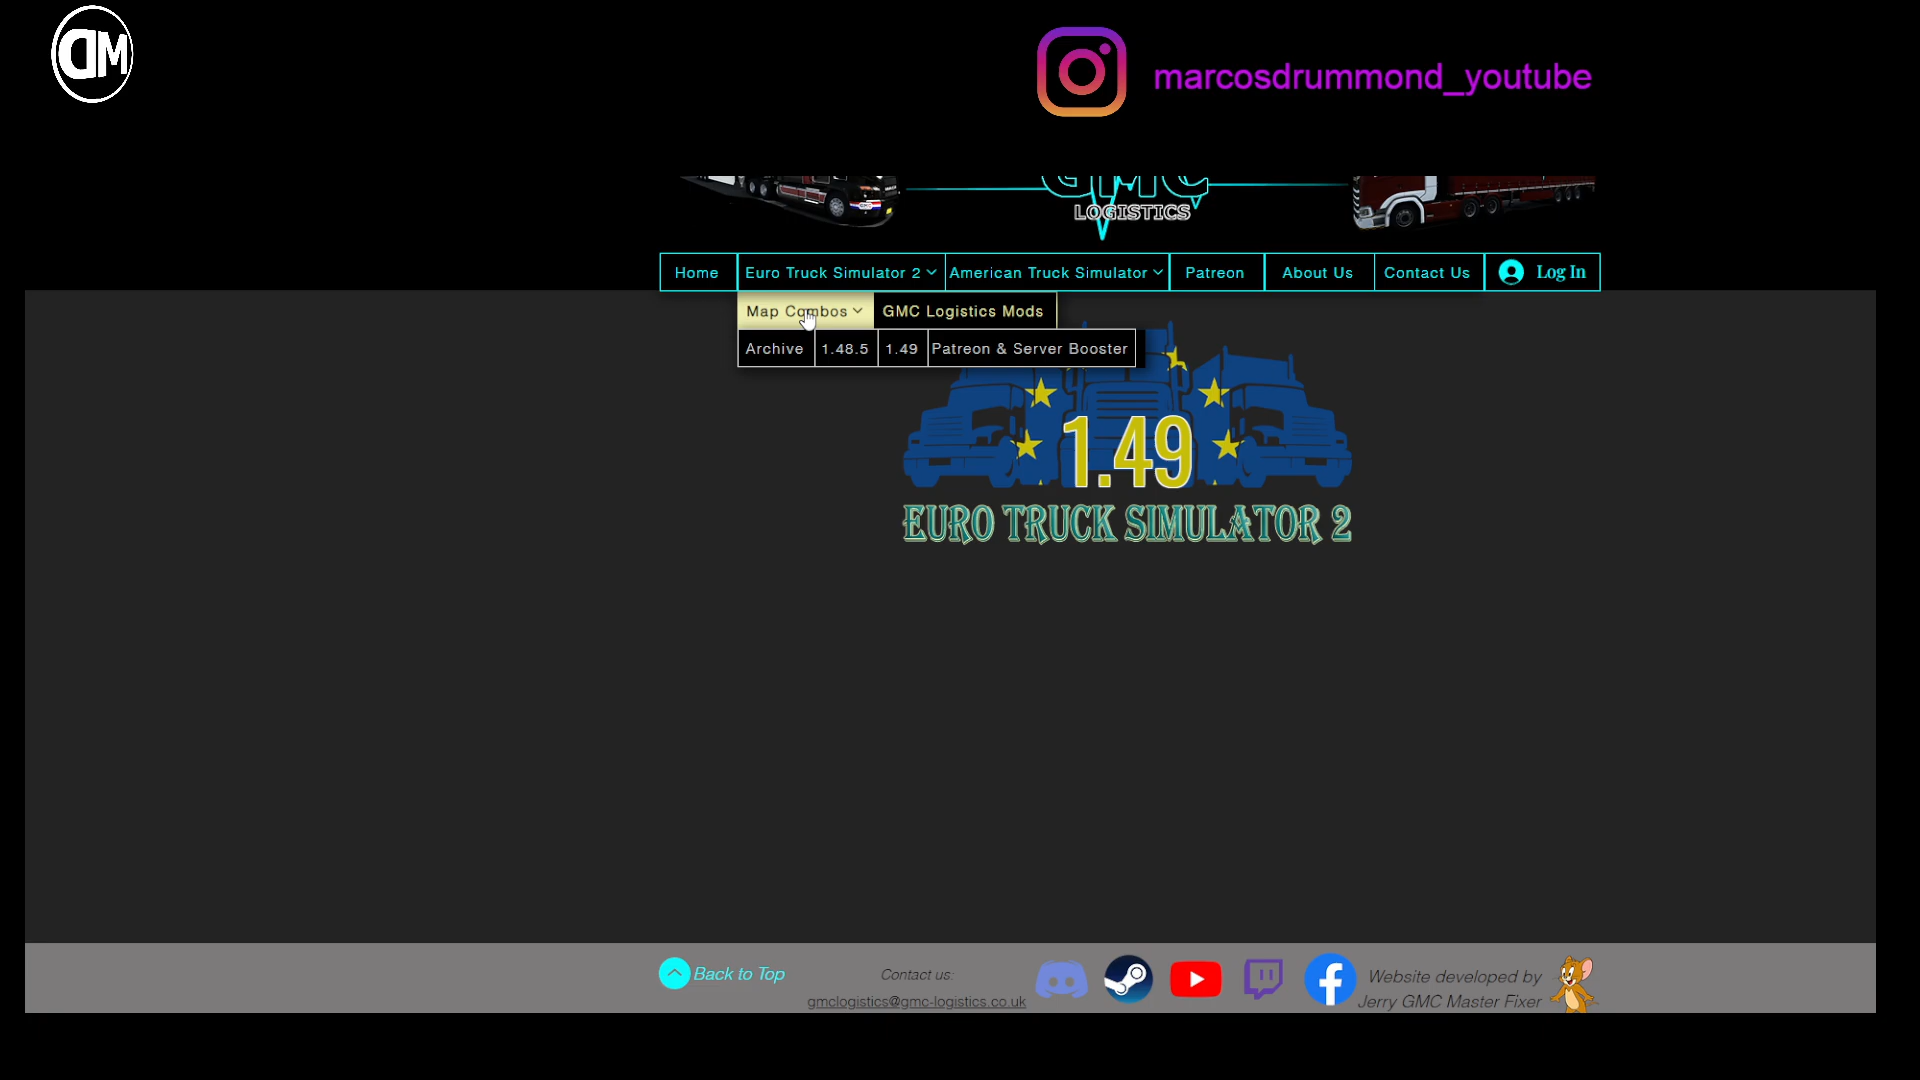 DM
marcosdrummond_youtube
GMC
LOGISTICS
Home Euro Truck Simulator 2 American Truck Simulator Patreon About Us Contact Us Log In
Map Combos GMC Logistics Mods
Archive 1.48.5 1.49 Patreon & Server Booster
1.49
EURO TRUCK SIMULATOR 2
Back to Top
Contact us:
gmclogistics@gmc-logistics.co.uk
Website developed by
Jerry GMC Master Fixer